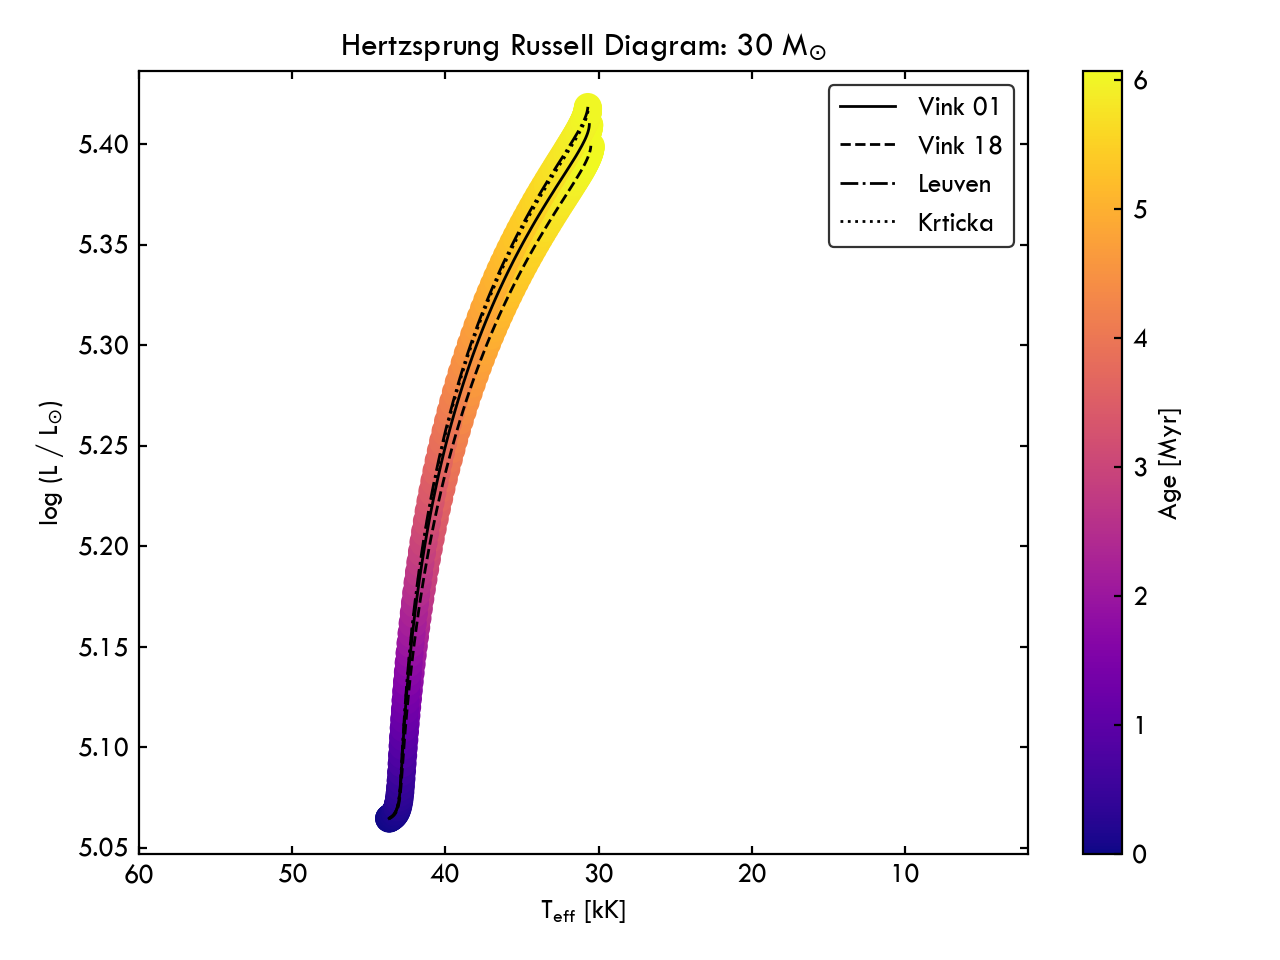 Hertzsprung Russell Diagram: 30 M☉
Vink 01
Vink 18
Leuven
Krticka
5.40
5.35
5.30
5.25
5.20
5.15
5.10
5.05
log (L / L☉)
60
50
40
30
20
10
Teff [kK]
6
5
4
3
2
1
0
Age [Myr]